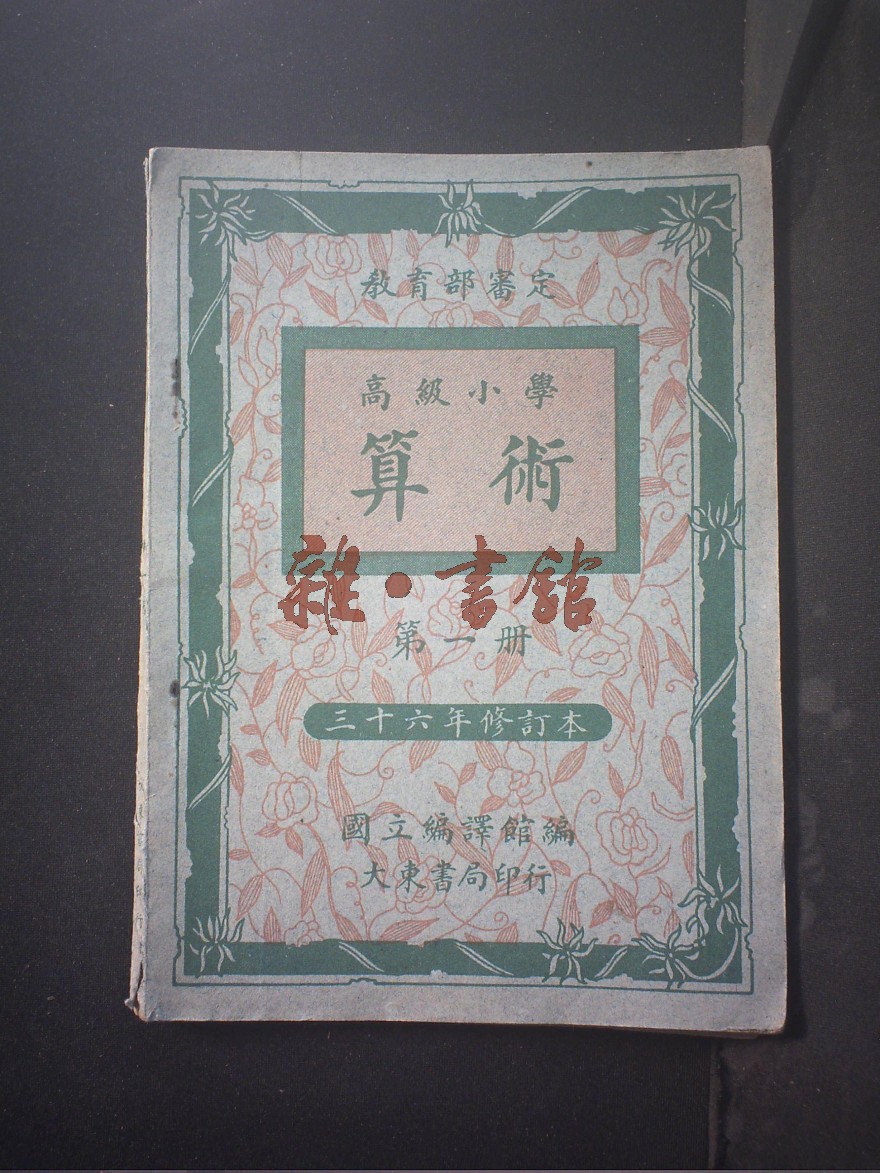 教育部審定
高級小學
算術
雜·書館
第一册
三十六年修訂本
國立編譯館編
大東書局印行